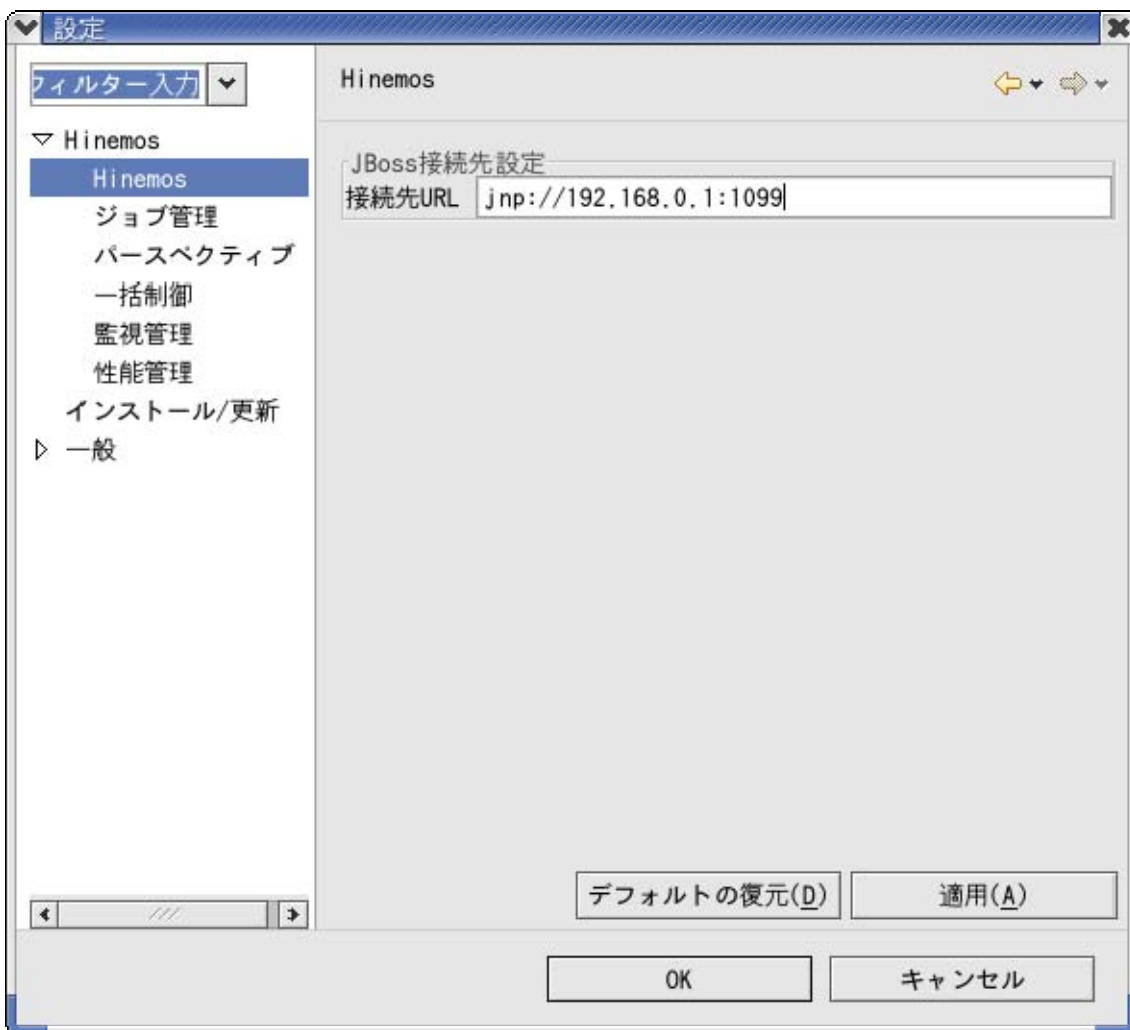 設定
フィルター入力
Hinemos
Hinemos
ジョブ管理
パースペクティブ
一括制御
監視管理
性能管理
インストール/更新
一般
Hinemos
JBoss接続先設定
接続先URL jnp://192.168.0.1:1099
デフォルトの復元(D) 適用(A)
OK キャンセル